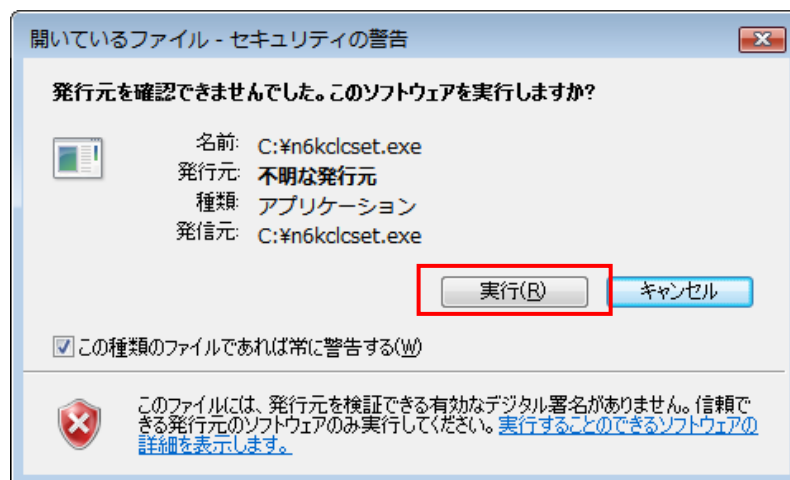 開いているファイル - セキュリティの警告
発行元を確認できませんでした。このソフトウェアを実行しますか?
名前: C:¥n6kclcset.exe
発行元: 不明な発行元
種類: アプリケーション
発信元: C:¥n6kclcset.exe
実行(R) キャンセル
この種類のファイルであれば常に警告する(W)
このファイルには、発行元を検証できる有効なデジタル署名がありません。信頼で
きる発行元のソフトウェアのみ実行してください。実行することのできるソフトウェアの
詳細を表示します。